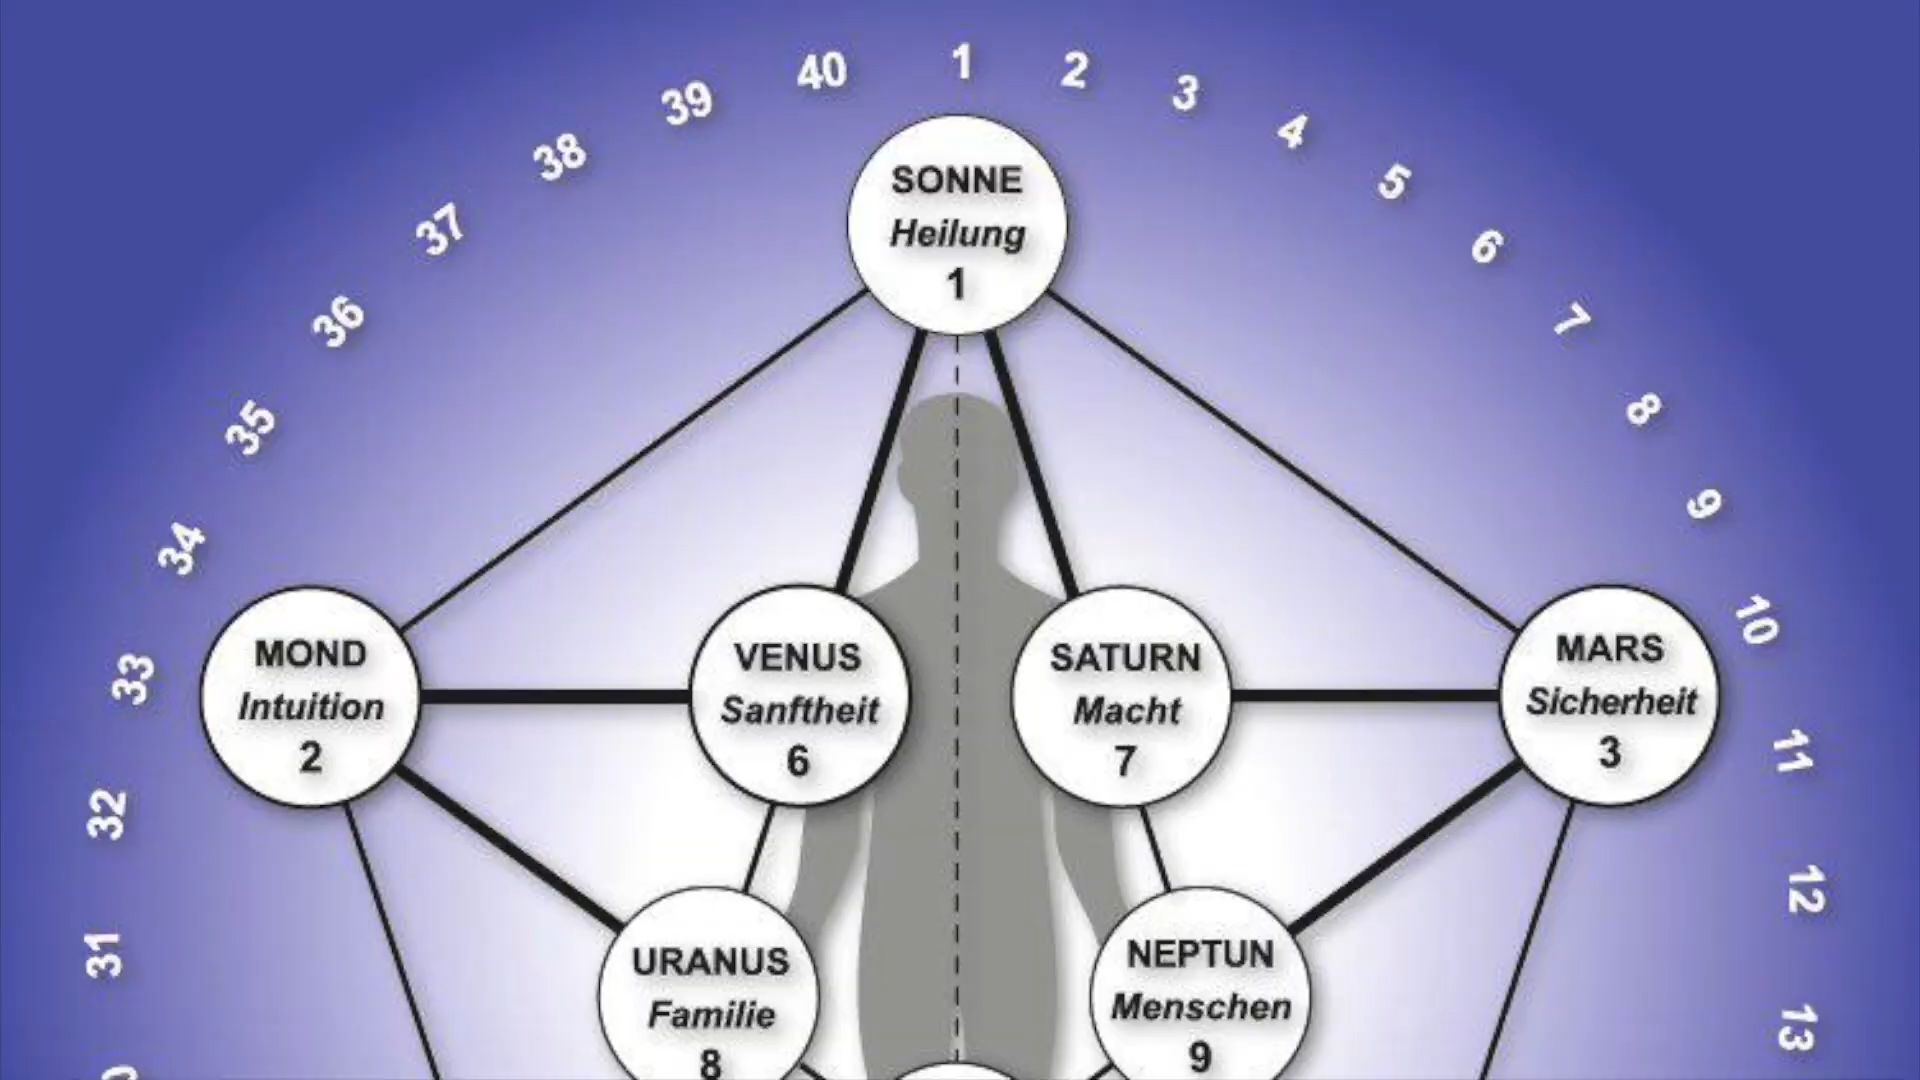 40 1 2
39 3
38 4
37 5
36 6
35 7
34 8
33 9
32 10
31 11
12
13
SONNE
Heilung
1
MOND
Intuition
2
VENUS
Sanftheit
6
SATURN
Macht
7
MARS
Sicherheit
3
URANUS
Familie
8
NEPTUN
Menschen
9